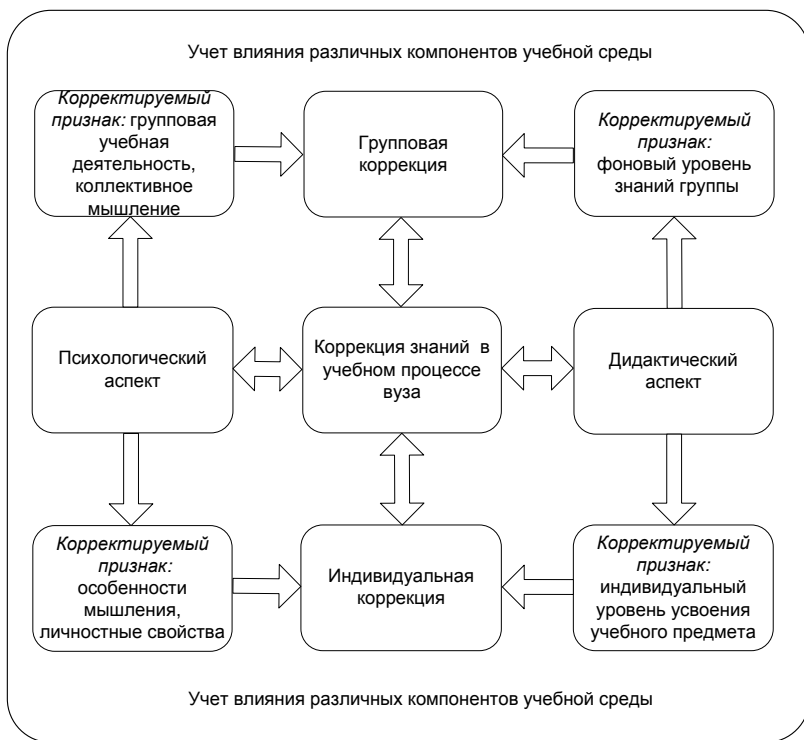 Учет влияния различных компонентов учебной среды
Корректируемый
признак: групповая
учебная
деятельность,
коллективное
мышление
Групповая
коррекция
Корректируемый
признак:
фоновый уровень
знаний группы
Психологический
аспект
Коррекция знаний в
учебном процессе
вуза
Дидактический
аспект
Корректируемый
признак:
особенности
мышления,
личностные свойства
Индивидуальная
коррекция
Корректируемый
признак:
индивидуальный
уровень усвоения
учебного предмета
Учет влияния различных компонентов учебной среды